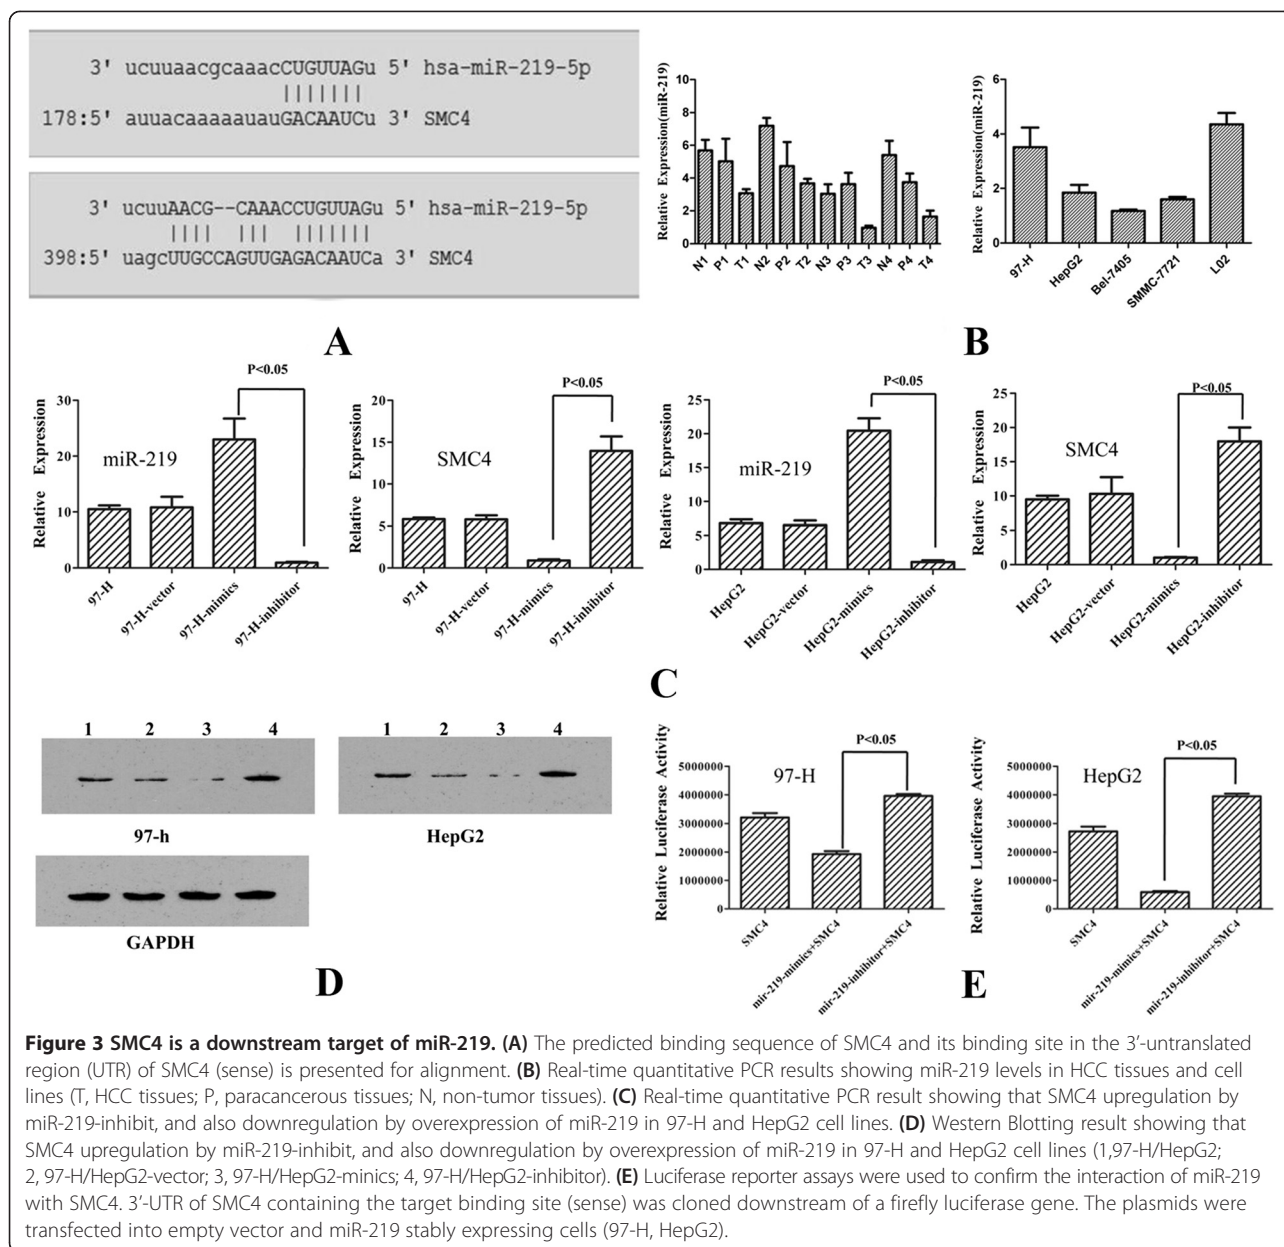 3' ucuuaacgcaaacCUGUUAGu 5' hsa-miR-219-5p
|||||||
178:5' auuacaaaaauauGACAAUCu 3' SMC4
3' ucuuAACG--CAAACCUGUUAGu 5' hsa-miR-219-5p
|||| ||| |||||||
398:5' uagcUUGCCAGUUGAGACAAUCa 3' SMC4
A
Relative Expression(miR-219)
10
8
6
4
2
0
N1 P1 T1 N2 P2 T2 N3 P3 T3 N4 P4 T4
Relative Expression(miR-219)
6
4
2
0
97-H HepG2 Bel-7405 SMMC-7721 L02
B
Relative Expression
30
20
10
0
miR-219
P<0.05
97-H 97-H-vector 97-H-mimics 97-H-inhibitor
Relative Expression
20
15
10
5
0
SMC4
P<0.05
97-H 97-H-vector 97-H-mimics 97-H-inhibitor
Relative Expression
25
20
15
10
5
0
miR-219
P<0.05
HepG2 HepG2-vector HepG2-mimics HepG2-inhibitor
Relative Expression
25
20
15
10
5
0
SMC4
P<0.05
HepG2 HepG2-vector HepG2-mimics HepG2-inhibitor
C
1 2 3 4
97-h
1 2 3 4
HepG2
GAPDH
D
Relative Luciferase Activity
5000000
4000000
3000000
2000000
1000000
0
97-H
P<0.05
SMC4 mir-219-mimics+SMC4 mir-219-inhibitor+SMC4
Relative Luciferase Activity
5000000
4000000
3000000
2000000
1000000
0
HepG2
P<0.05
SMC4 mir-219-mimics+SMC4 mir-219-inhibitor+SMC4
E
Figure 3 SMC4 is a downstream target of miR-219. (A) The predicted binding sequence of SMC4 and its binding site in the 3’-untranslated
region (UTR) of SMC4 (sense) is presented for alignment. (B) Real-time quantitative PCR results showing miR-219 levels in HCC tissues and cell
lines (T, HCC tissues; P, paracancerous tissues; N, non-tumor tissues). (C) Real-time quantitative PCR result showing that SMC4 upregulation by
miR-219-inhibit, and also downregulation by overexpression of miR-219 in 97-H and HepG2 cell lines. (D) Western Blotting result showing that
SMC4 upregulation by miR-219-inhibit, and also downregulation by overexpression of miR-219 in 97-H and HepG2 cell lines (1,97-H/HepG2;
2, 97-H/HepG2-vector; 3, 97-H/HepG2-minics; 4, 97-H/HepG2-inhibitor). (E) Luciferase reporter assays were used to confirm the interaction of miR-219
with SMC4. 3’-UTR of SMC4 containing the target binding site (sense) was cloned downstream of a firefly luciferase gene. The plasmids were
transfected into empty vector and miR-219 stably expressing cells (97-H, HepG2).